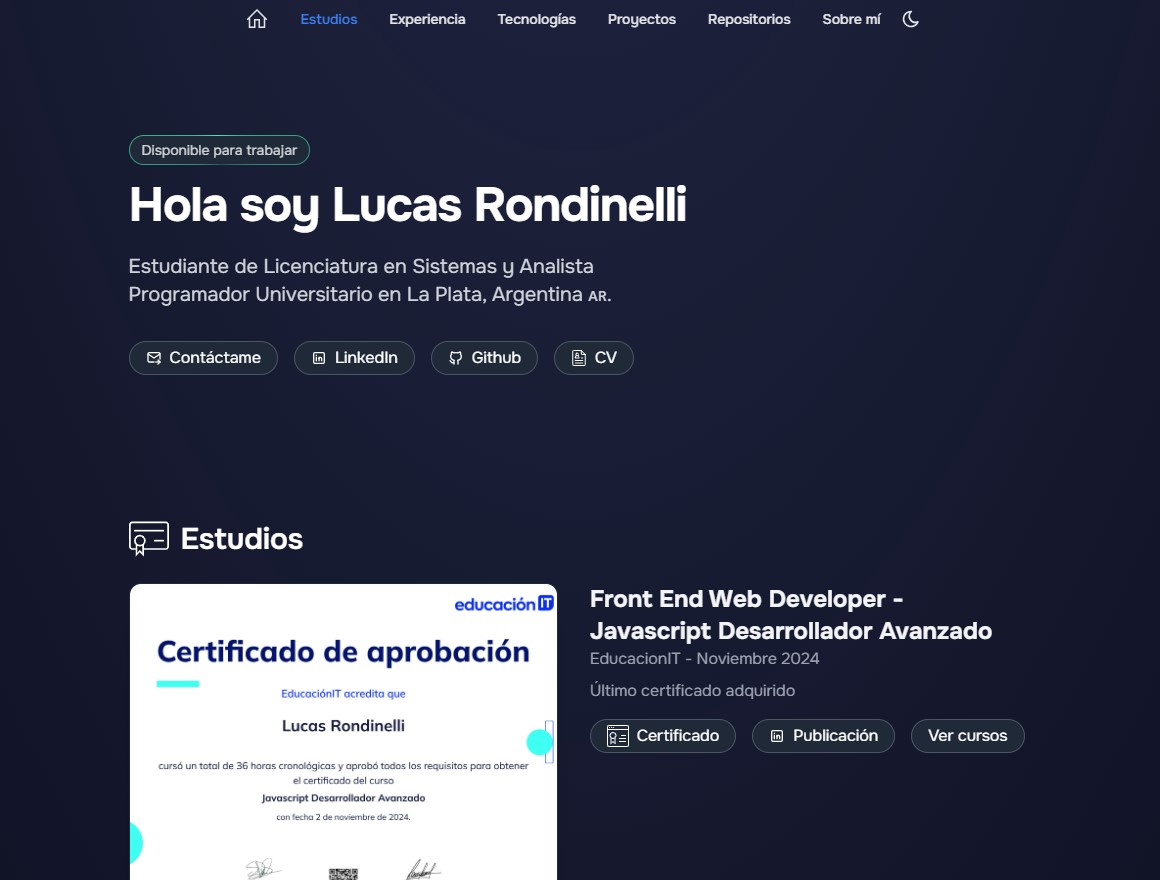 Estudios Experiencia Tecnologías Proyectos Repositorios Sobre mí
Disponible para trabajar
Hola soy Lucas Rondinelli
Estudiante de Licenciatura en Sistemas y Analista
Programador Universitario en La Plata, Argentina AR.
Contáctame LinkedIn Github CV
Estudios
educación IT
Certificado de aprobación
EducaciónIT acredita que
Lucas Rondinelli
cursó un total de 36 horas cronológicas y aprobó todos los requisitos para obtener
el certificado del curso
Javascript Desarrollador Avanzado
con fecha 2 de noviembre de 2024.
Front End Web Developer -
Javascript Desarrollador Avanzado
EducacionIT - Noviembre 2024
Último certificado adquirido
Certificado Publicación Ver cursos